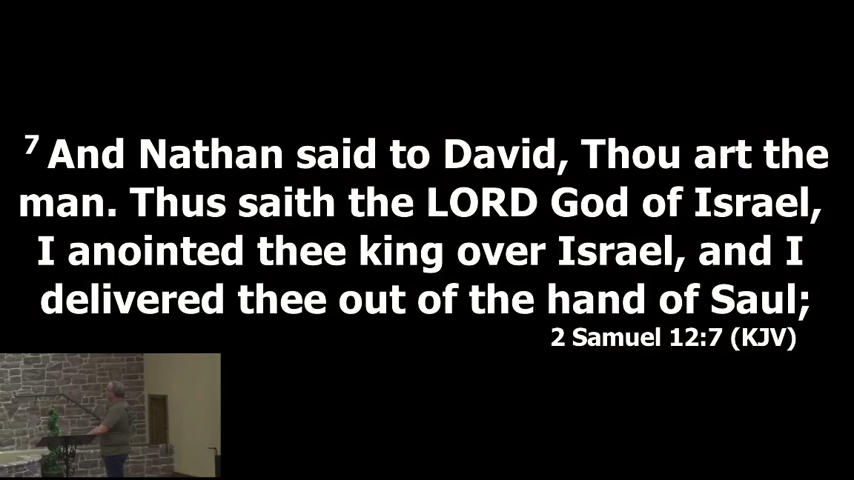 7 And Nathan said to David, Thou art the
man. Thus saith the LORD God of Israel,
I anointed thee king over Israel, and I
delivered thee out of the hand of Saul;
2 Samuel 12:7 (KJV)